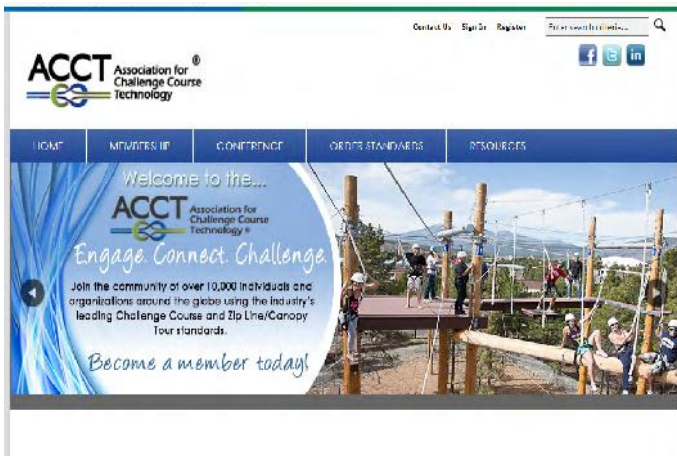 Contact Us Sign In Register Enter search criteria...
ACCT Association for Challenge Course Technology ®
HOME MEMBERSHIP CONFERENCE ORDER STANDARDS RESOURCES
Welcome to the...
ACCT Association for Challenge Course Technology ®
Engage. Connect. Challenge.
Join the community of over 10,000 individuals and
organizations around the globe using the industry's
leading Challenge Course and Zip Line/Canopy
Tour standards.
Become a member today!